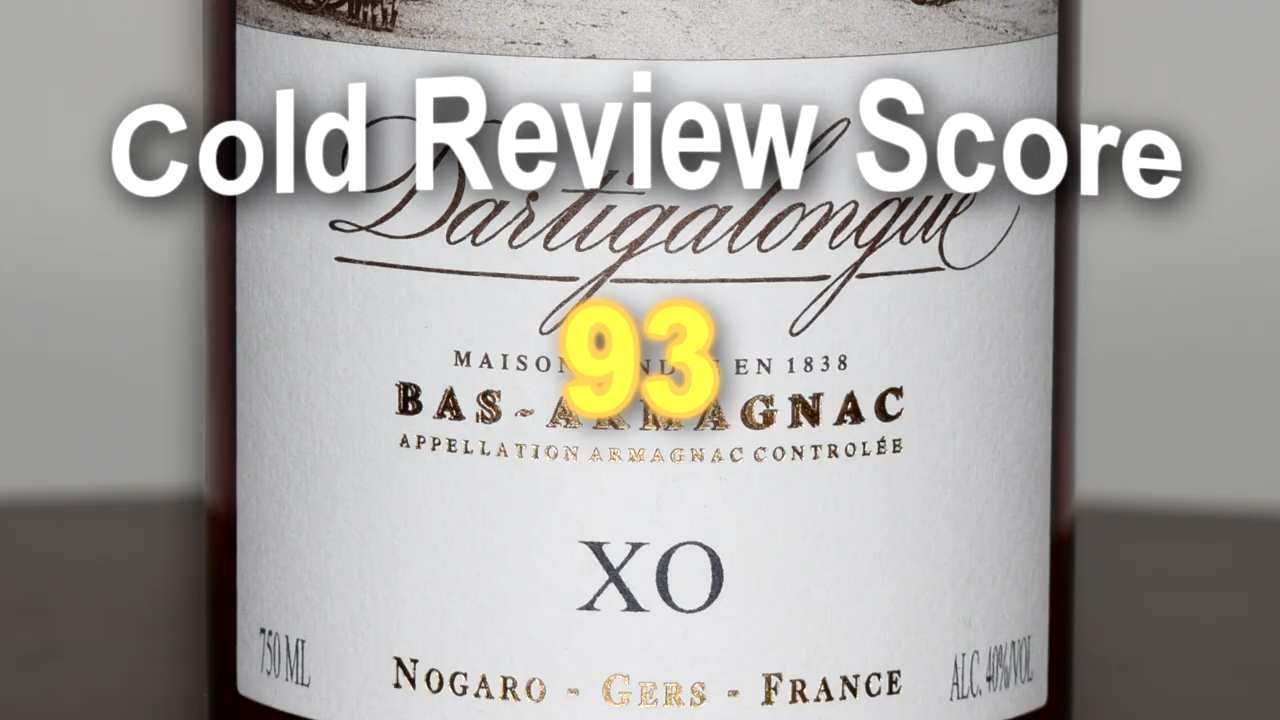 Cold Review Score
Dartigalongue
93
MAISON EN 1838
BAS-ARMAGNAC
APPELLATION ARMAGNAC CONTROLÉE
XO
750 ML
ALC. 40%/VOL
NOGARO - GERS - FRANCE